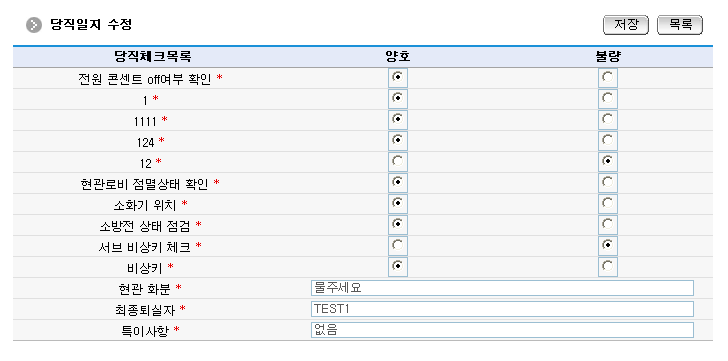 당직일지 수정
저장 목록
당직체크목록 양호 불량
전원 콘센트 off여부 확인 *
1 *
1111 *
124 *
12 *
현관로비 점멸상태 확인 *
소화기 위치 *
소방전 상태 점검 *
서브 비상키 체크 *
비상키 *
현관 화분 * 물주세요
최종퇴실자 * TEST1
특이사항 * 없음